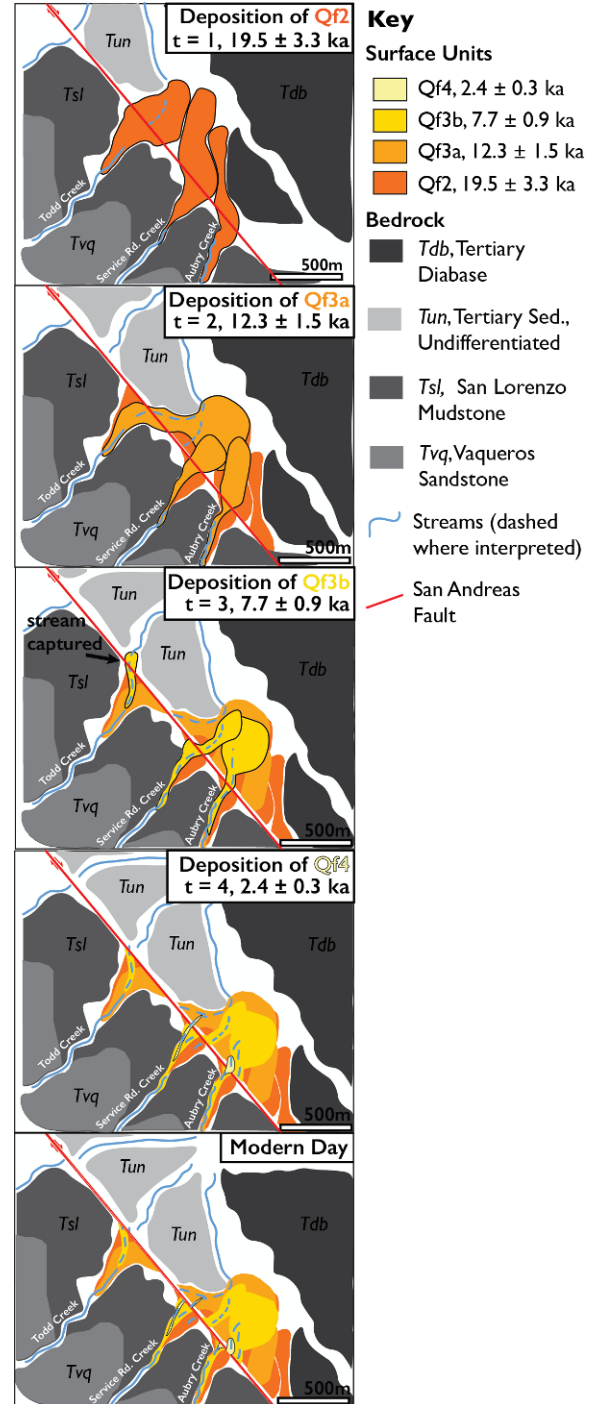 Deposition of Qf2
t = 1, 19.5 ± 3.3 ka
Tun
Tsl
Tdb
Todd Creek
Tvq
Service Rd. Creek
Aubry Creek
500m
Deposition of Qf3a
t = 2, 12.3 ± 1.5 ka
Tun
Tsl
Tdb
Todd Creek
Tvq
Service Rd. Creek
Aubry Creek
500m
Deposition of Qf3b
t = 3, 7.7 ± 0.9 ka
Tun
stream
captured
Tun
Tsl
Tdb
Todd Creek
Tvq
Service Rd. Creek
Aubry Creek
500m
Deposition of Qf4
t = 4, 2.4 ± 0.3 ka
Tun
Tsl
Tun
Tdb
Todd Creek
Tvq
Service Rd. Creek
Aubry Creek
500m
Modern Day
Tun
Tsl
Tun
Tdb
Todd Creek
Tvq
Service Rd. Creek
Aubry Creek
500m
Key
Surface Units
Qf4, 2.4 ± 0.3 ka
Qf3b, 7.7 ± 0.9 ka
Qf3a, 12.3 ± 1.5 ka
Qf2, 19.5 ± 3.3 ka
Bedrock
Tdb, Tertiary
Diabase
Tun, Tertiary Sed.,
Undifferentiated
Tsl, San Lorenzo
Mudstone
Tvq, Vaqueros
Sandstone
Streams (dashed
where interpreted)
San Andreas
Fault